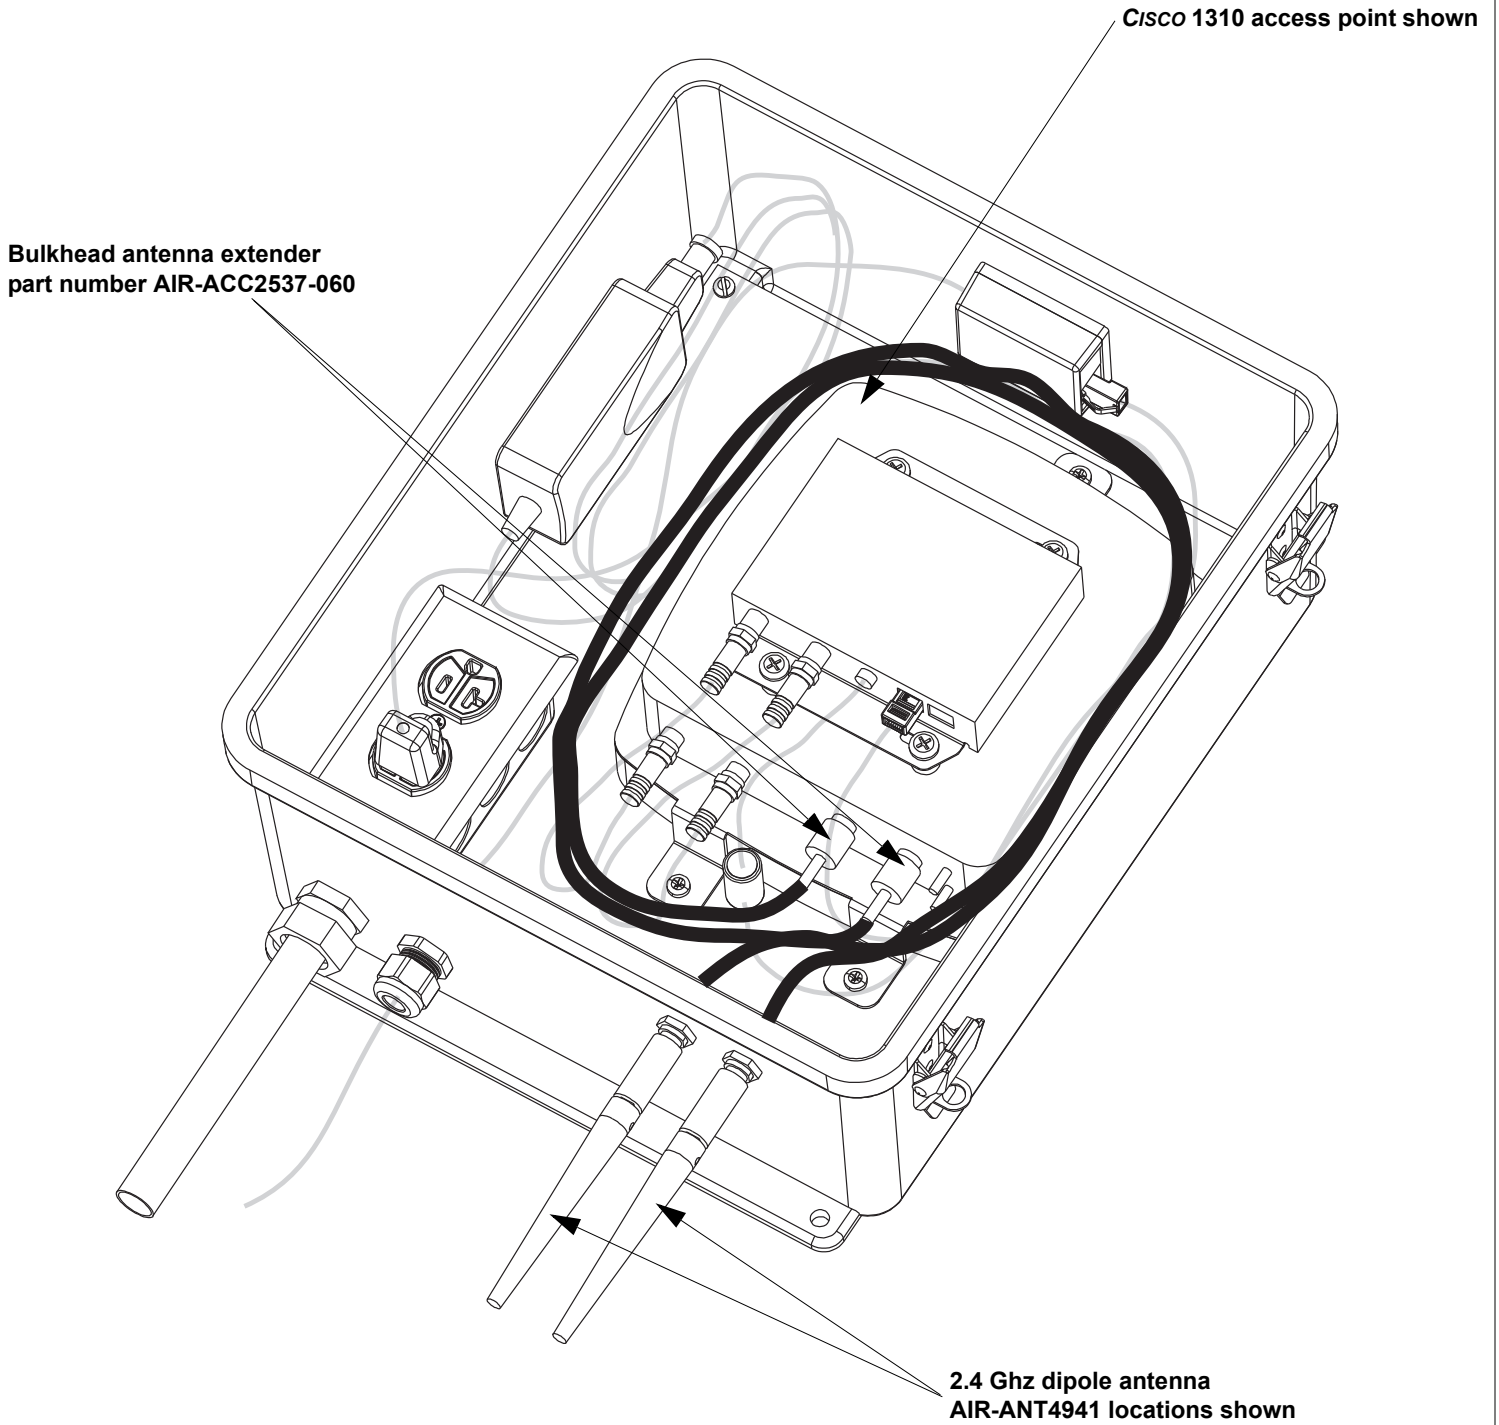 CISCO 1310 access point shown
Bulkhead antenna extender
part number AIR-ACC2537-060
2.4 Ghz dipole antenna
AIR-ANT4941 locations shown